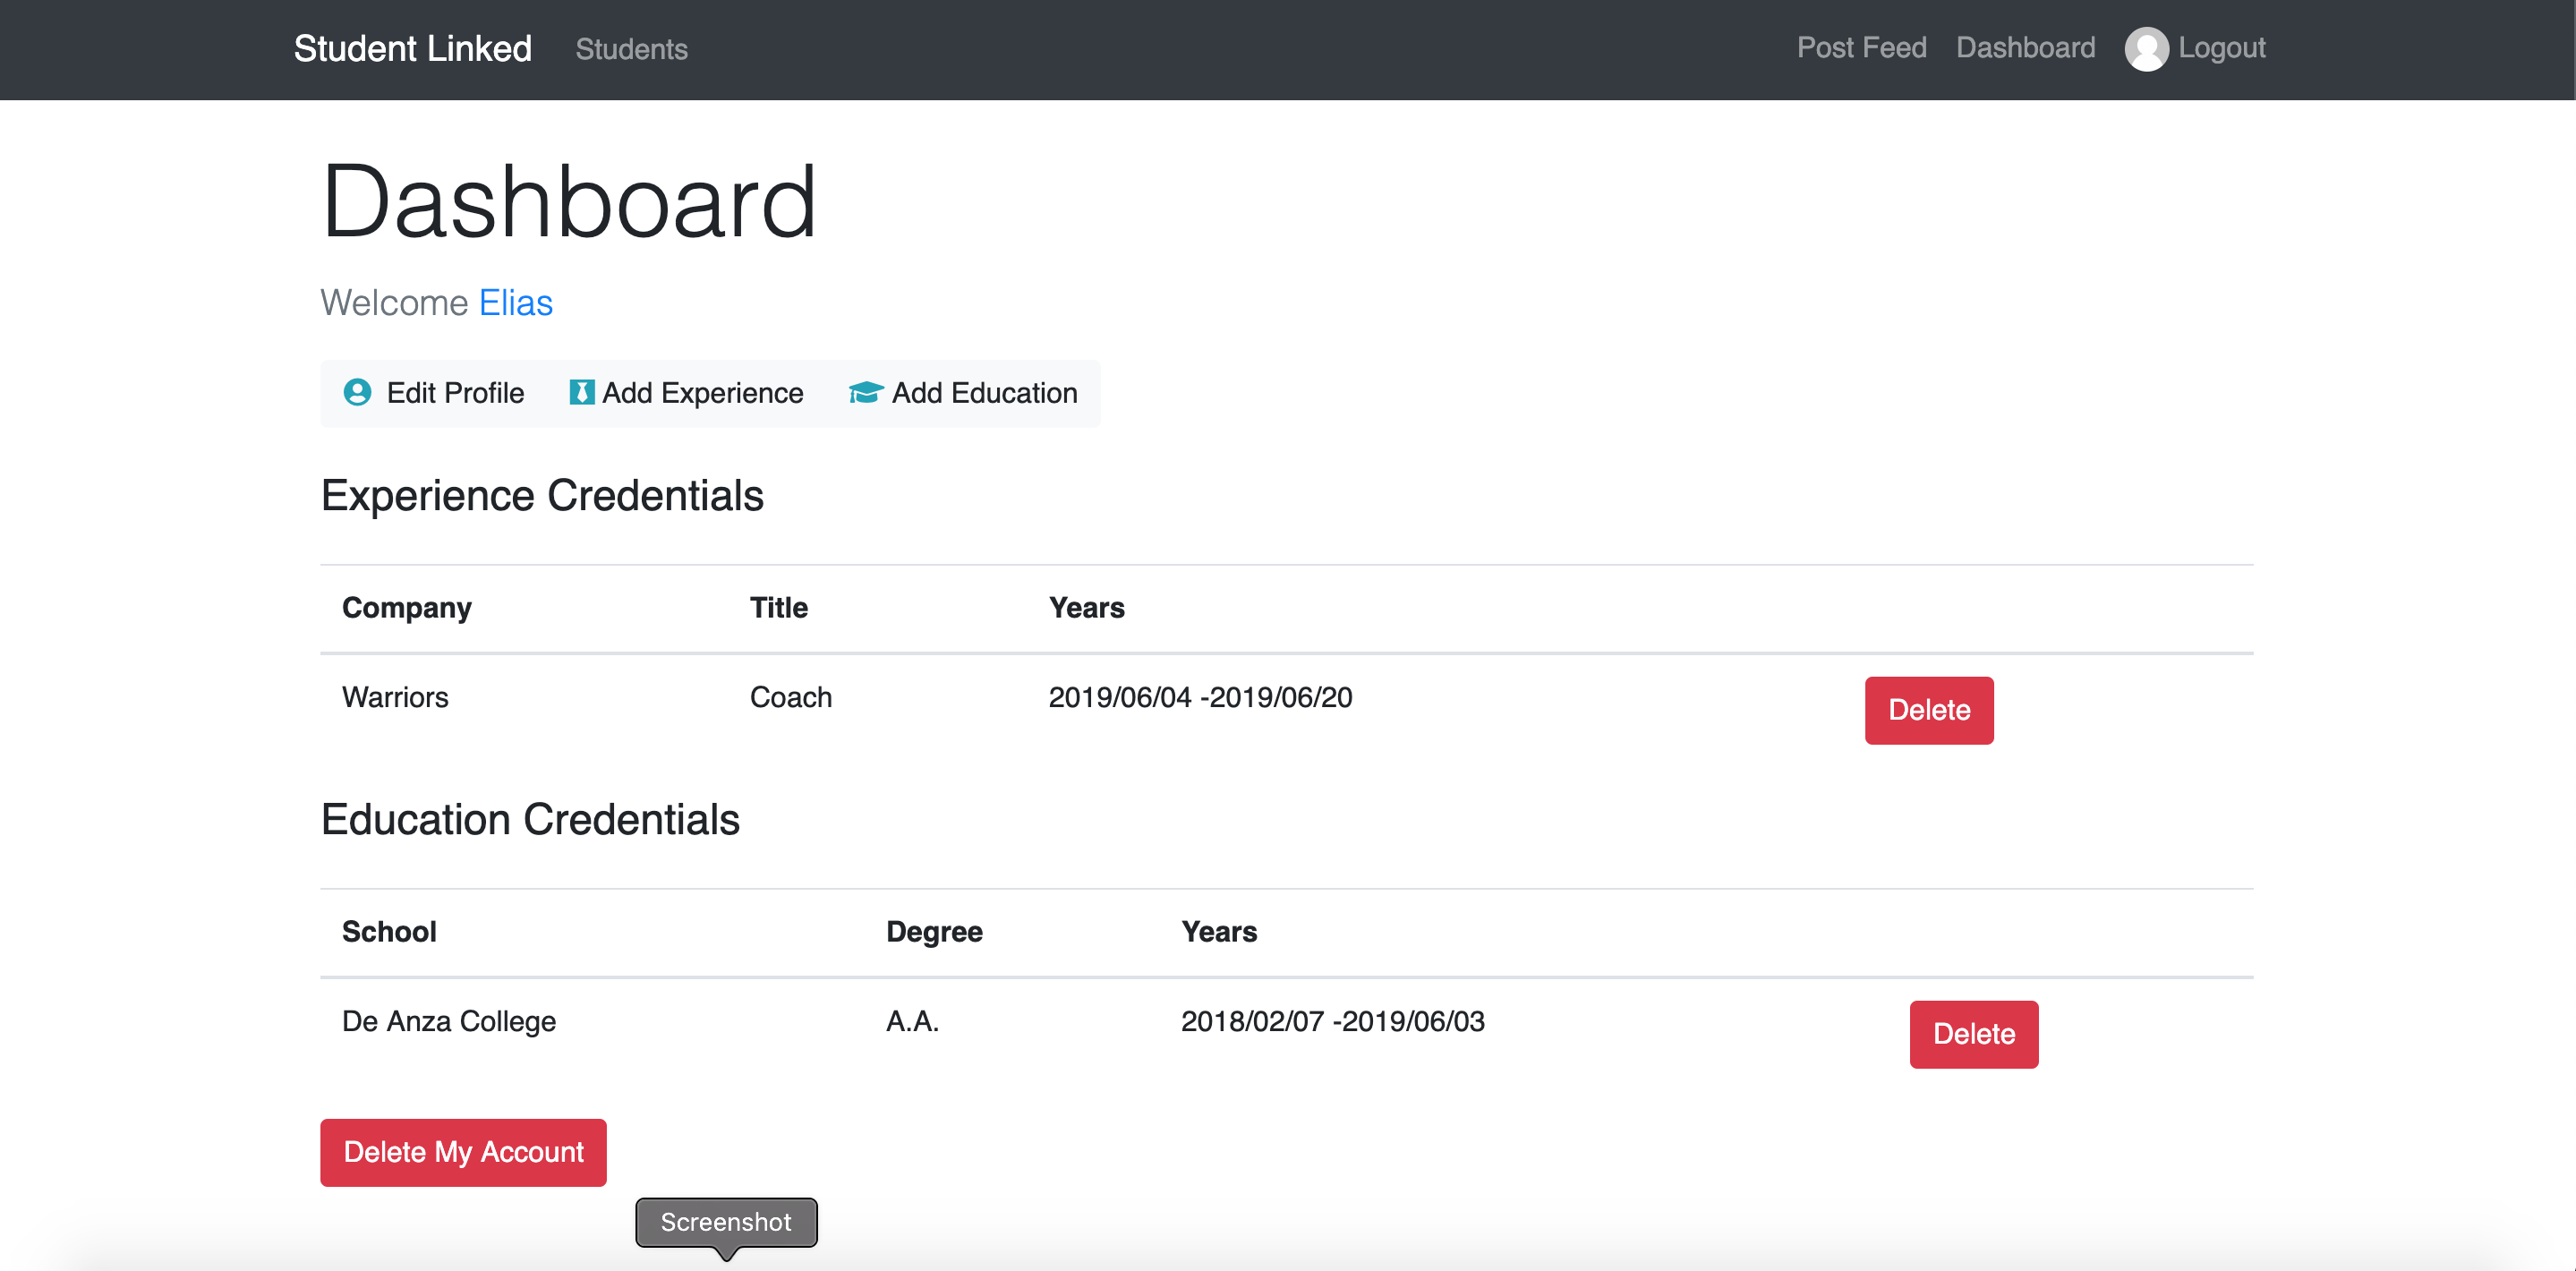 Student Linked Students Post Feed Dashboard Logout
Dashboard
Welcome Elias
Edit Profile Add Experience Add Education
Experience Credentials
Company Title Years
Warriors Coach 2019/06/04 -2019/06/20 Delete
Education Credentials
School Degree Years
De Anza College A.A. 2018/02/07 -2019/06/03 Delete
Delete My Account
Screenshot